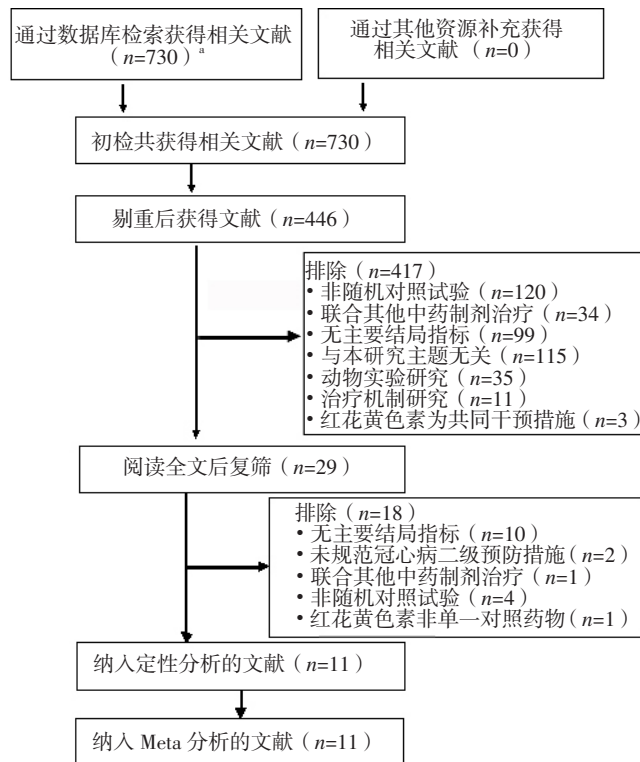 通过数据库检索获得相关文献
（n=730）a
通过其他资源补充获得
相关文献（n=0）
初检共获得相关文献（n=730）
剔重后获得文献（n=446）
排除（n=417）
• 非随机对照试验（n=120）
• 联合其他中药制剂治疗（n=34）
• 无主要结局指标（n=99）
• 与本研究主题无关（n=115）
• 动物实验研究（n=35）
• 治疗机制研究（n=11）
• 红花黄色素为共同干预措施（n=3）
阅读全文后复筛（n=29）
排除（n=18）
• 无主要结局指标（n=10）
• 未规范冠心病二级预防措施（n=2）
• 联合其他中药制剂治疗（n=1）
• 非随机对照试验（n=4）
• 红花黄色素非单一对照药物（n=1）
纳入定性分析的文献（n=11）
纳入 Meta 分析的文献（n=11）